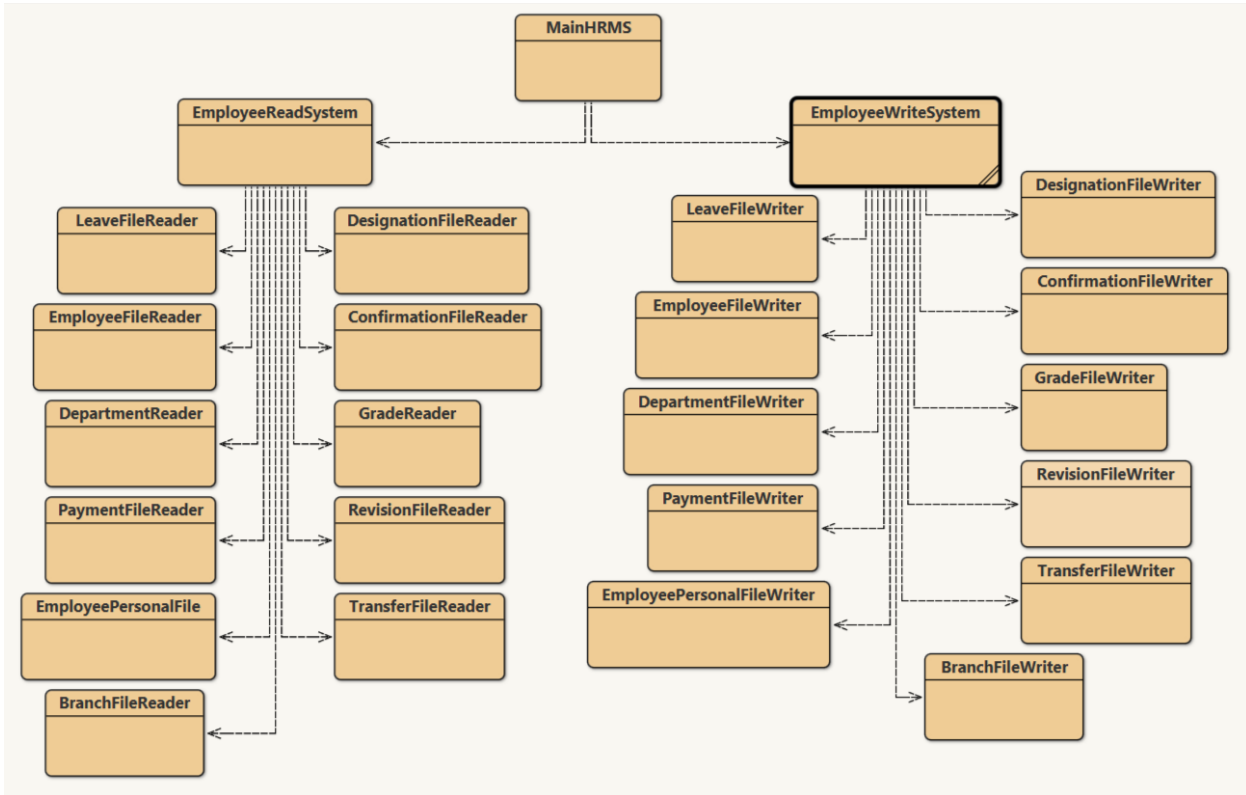 MainHRMS
EmployeeReadSystem
EmployeeWriteSystem
LeaveFileReader
DesignationFileReader
EmployeeFileReader
ConfirmationFileReader
DepartmentReader
GradeReader
PaymentFileReader
RevisionFileReader
EmployeePersonalFile
TransferFileReader
BranchFileReader
LeaveFileWriter
DesignationFileWriter
EmployeeFileWriter
ConfirmationFileWriter
DepartmentFileWriter
GradeFileWriter
PaymentFileWriter
RevisionFileWriter
EmployeePersonalFileWriter
TransferFileWriter
BranchFileWriter